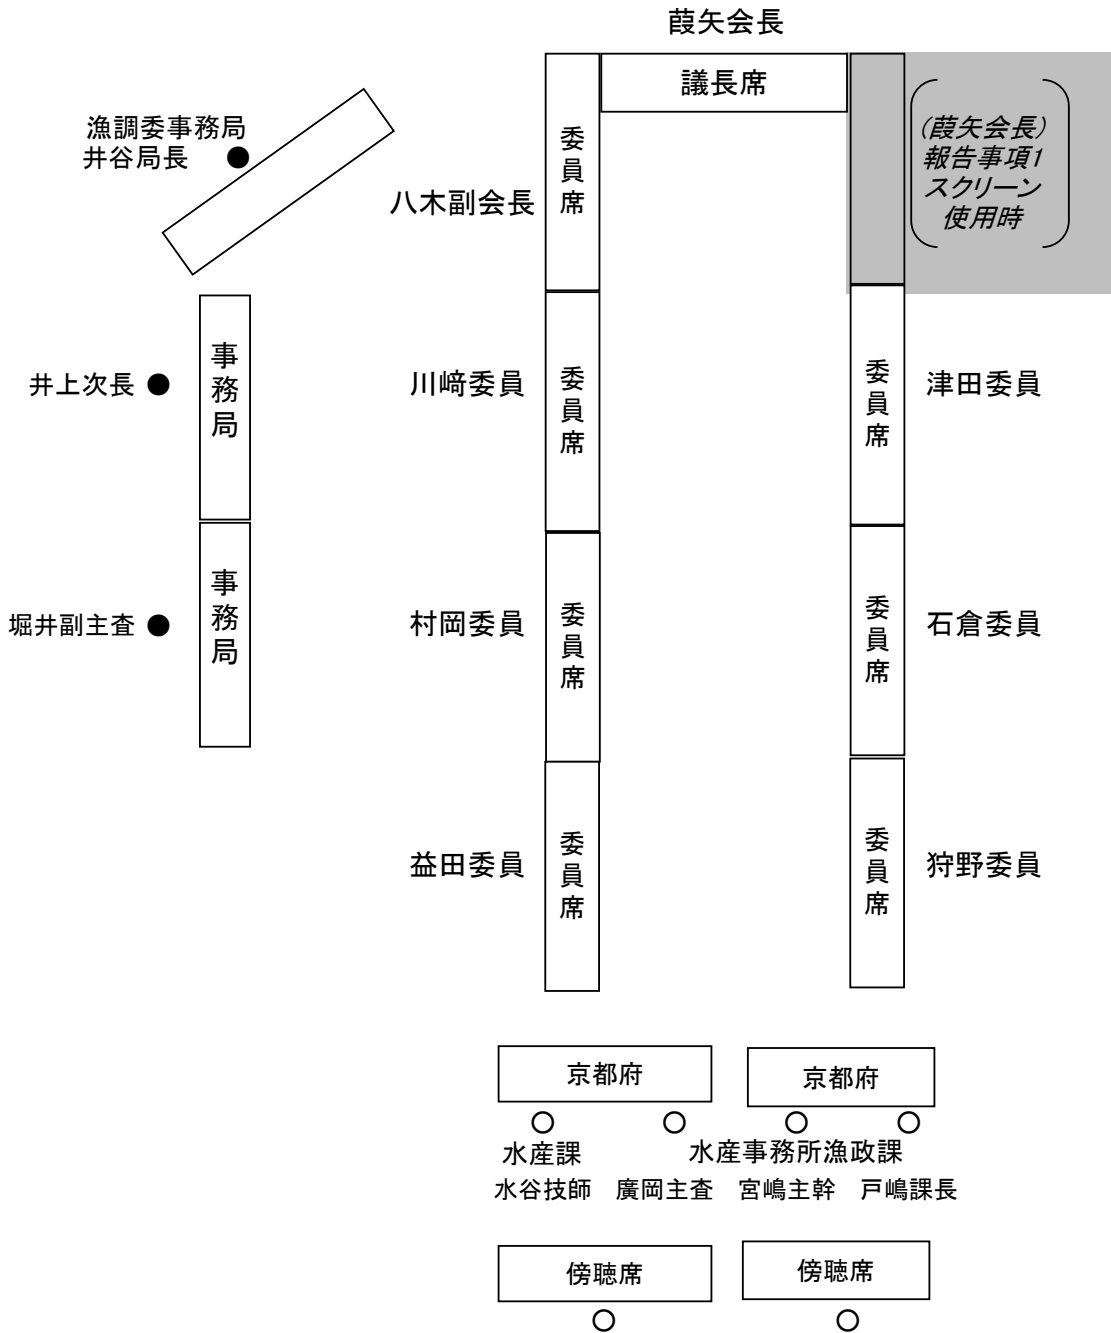 葭矢会長
議長席
漁調委事務局
井谷局長
八木副会長
委員席
(葭矢会長)
報告事項1
スクリーン
使用時
井上次長
事務局
川﨑委員
委員席
委員席
津田委員
堀井副主査
事務局
村岡委員
委員席
委員席
石倉委員
益田委員
委員席
委員席
狩野委員
京都府
京都府
水産課
水産事務所漁政課
水谷技師 廣岡主査 宮嶋主幹 戸嶋課長
傍聴席
傍聴席